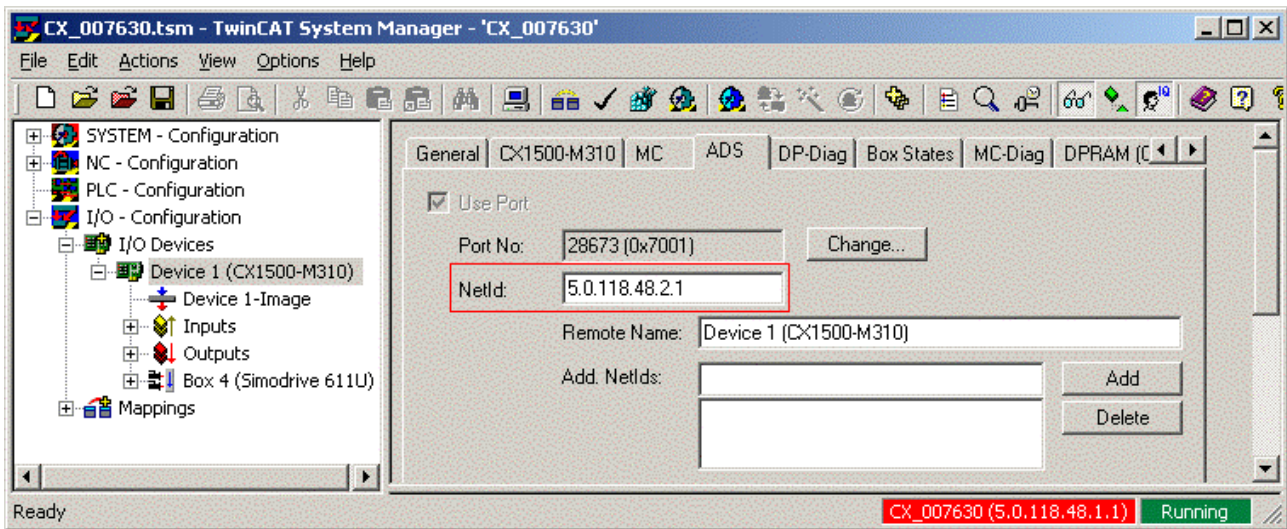 CX_007630.tsm - TwinCAT System Manager - 'CX_007630'
File Edit Actions View Options Help
SYSTEM - Configuration
NC - Configuration
PLC - Configuration
I/O - Configuration
I/O Devices
Device 1 (CX1500-M310)
Device 1-Image
Inputs
Outputs
Box 4 (Simodrive 611U)
Mappings
General CX1500-M310 MC ADS DP-Diag Box States MC-Diag DPRAM (
Use Port
Port No: 28673 (0x7001) Change...
NetId: 5.0.118.48.2.1
Remote Name: Device 1 (CX1500-M310)
Add. NetIds: Add
Delete
Ready CX_007630 (5.0.118.48.1.1) Running